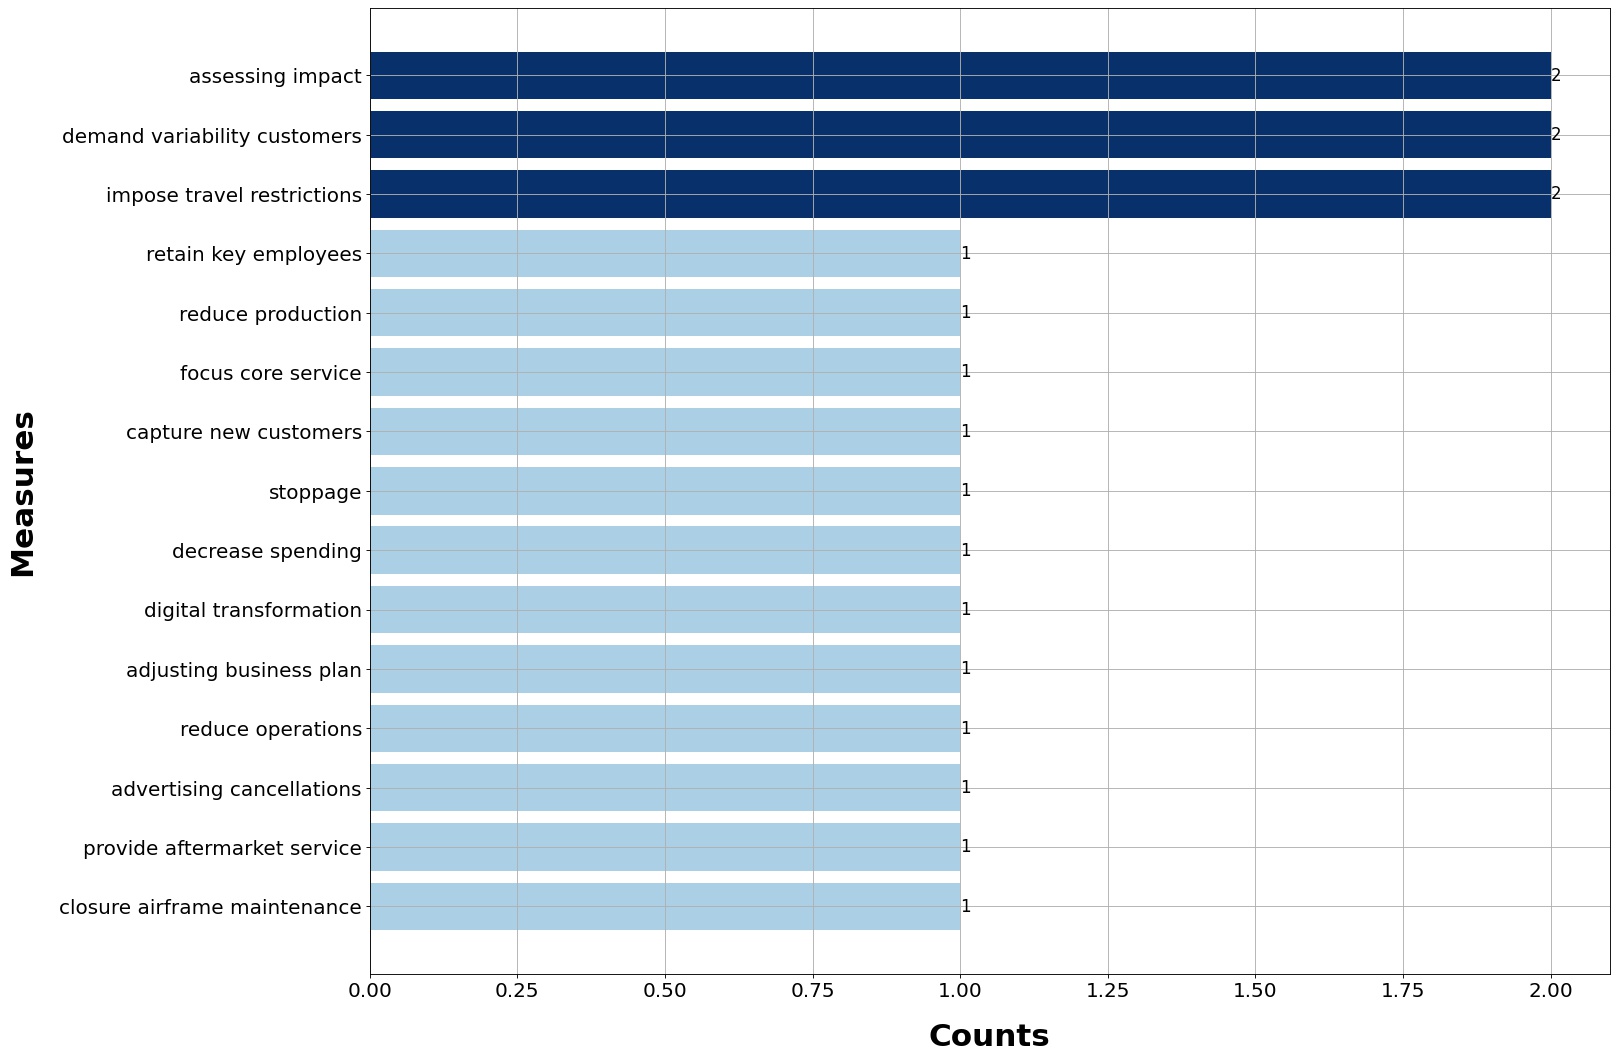 assessing impact 2
demand variability customers 2
impose travel restrictions 2
retain key employees 1
reduce production 1
focus core service 1
capture new customers 1
stoppage 1
decrease spending 1
digital transformation 1
adjusting business plan 1
reduce operations 1
advertising cancellations 1
provide aftermarket service 1
closure airframe maintenance 1
Measures
0.00 0.25 0.50 0.75 1.00 1.25 1.50 1.75 2.00
Counts